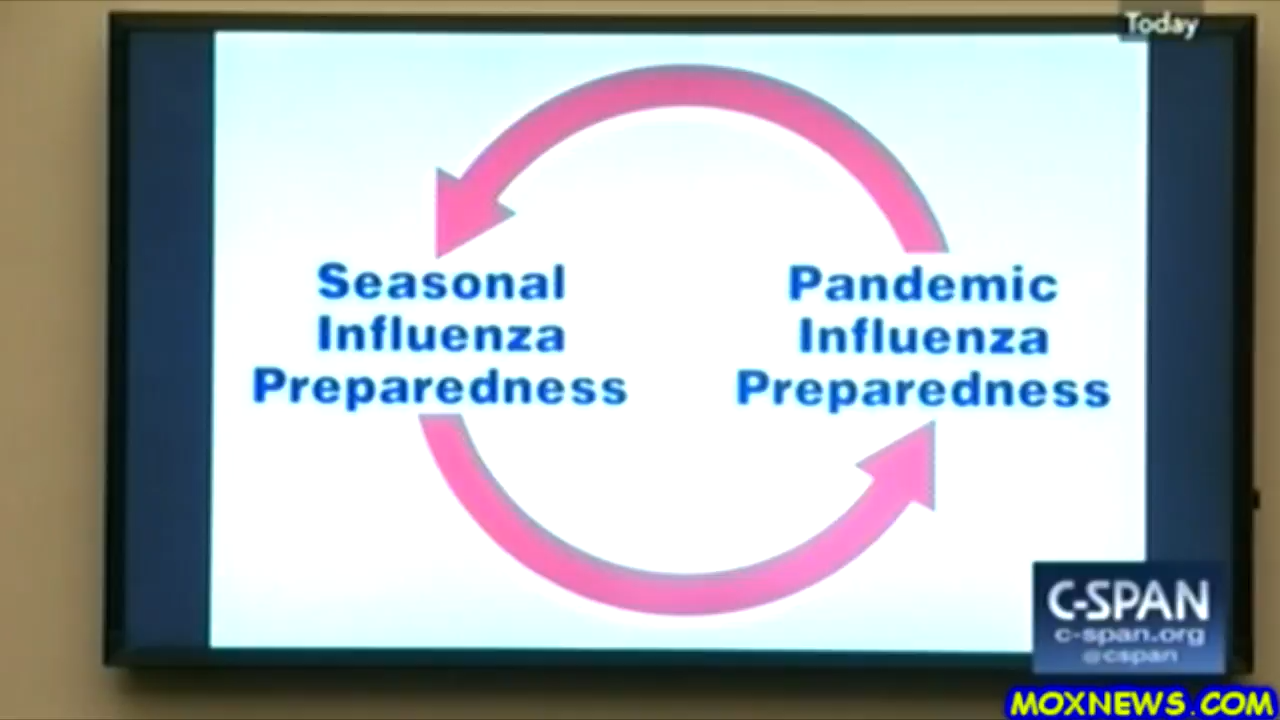 Today
Seasonal
Influenza
Preparedness
Pandemic
Influenza
Preparedness
C-SPAN
c-span.org
@cspan
MOXNEWS.COM